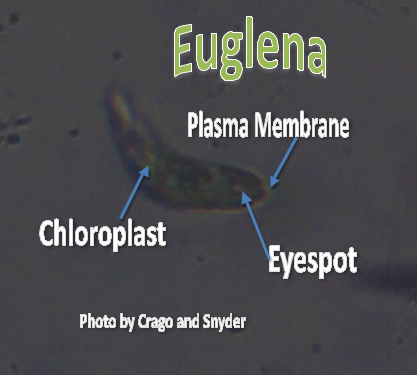 Euglena
Plasma Membrane
Chloroplast
Eyespot
Photo by Crago and Snyder